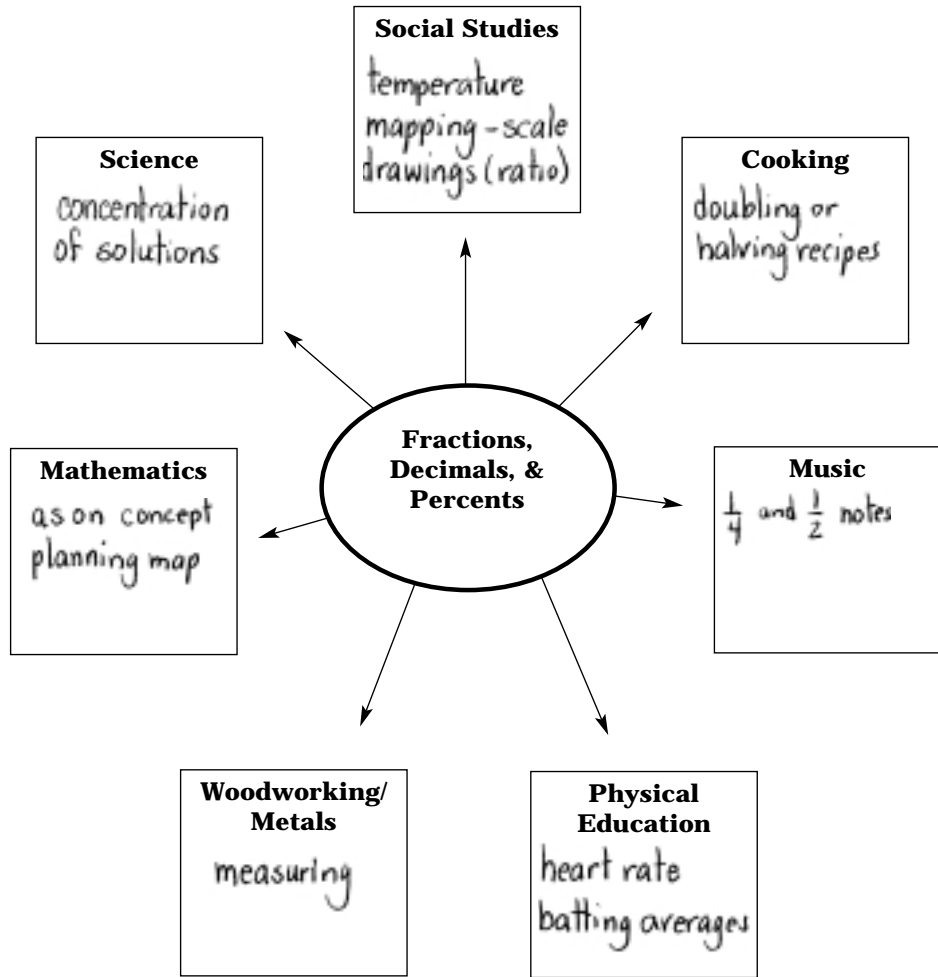 Social Studies
temperature
mapping - scale
drawings (ratio)
Science
concentration
of solutions
Cooking
doubling or
halving recipes
Fractions,
Decimals, &
Percents
Mathematics
as on concept
planning map
Music
1/4 and 1/2 notes
Woodworking/
Metals
measuring
Physical
Education
heart rate
batting averages